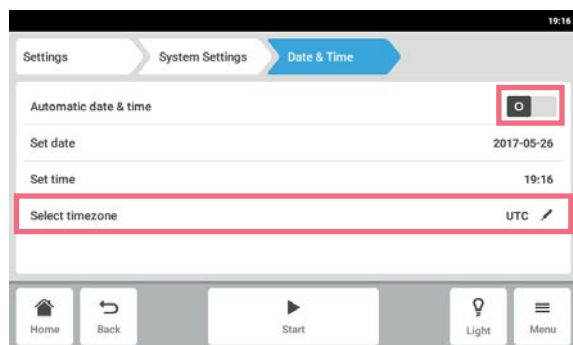 19:16
Settings System Settings Date & Time
Automatic date & time
Set date 2017-05-26
Set time 19:16
Select timezone UTC
Home Back Start Light Menu